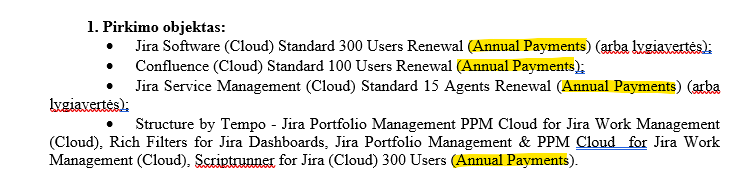 1. Pirkimo objektas:
• Jira Software (Cloud) Standard 300 Users Renewal (Annual Payments) (arba lygiavertės);
• Confluence (Cloud) Standard 100 Users Renewal (Annual Payments);
• Jira Service Management (Cloud) Standard 15 Agents Renewal (Annual Payments) (arba
lygiavertės);
• Structure by Tempo - Jira Portfolio Management PPM Cloud for Jira Work Management
(Cloud), Rich Filters for Jira Dashboards, Jira Portfolio Management & PPM Cloud for Jira Work
Management (Cloud), Scriptrunner for Jira (Cloud) 300 Users (Annual Payments).